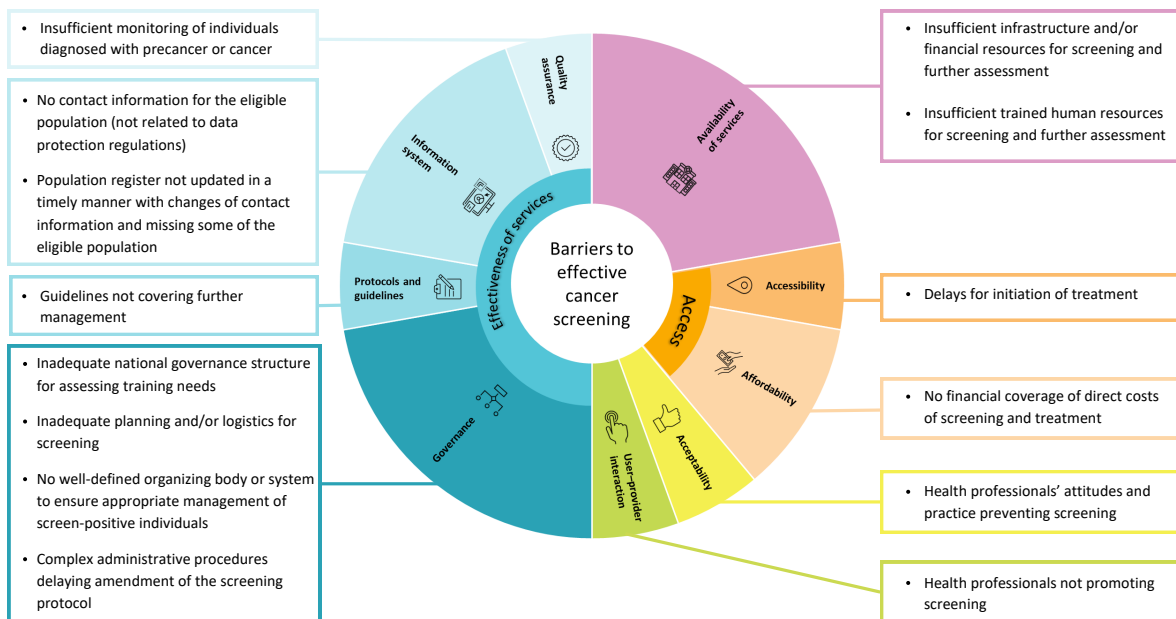 • Insufficient monitoring of individuals
diagnosed with precancer or cancer
• No contact information for the eligible
population (not related to data
protection regulations)
• Population register not updated in a
timely manner with changes of contact
information and missing some of the
eligible population
• Guidelines not covering further
management
• Inadequate national governance structure
for assessing training needs
• Inadequate planning and/or logistics for
screening
• No well-defined organizing body or system
to ensure appropriate management of
screen-positive individuals
• Complex administrative procedures
delaying amendment of the screening
protocol
Quality
assurance
Information
system
Protocols and
guidelines
Governance
Effectiveness of services
Barriers to
effective
cancer
screening
Availability
of services
Access
Accessibility
Affordability
Acceptability
User–provider
interaction
• Insufficient infrastructure and/or
financial resources for screening and
further assessment
• Insufficient trained human resources
for screening and further assessment
• Delays for initiation of treatment
• No financial coverage of direct costs
of screening and treatment
• Health professionals’ attitudes and
practice preventing screening
• Health professionals not promoting
screening